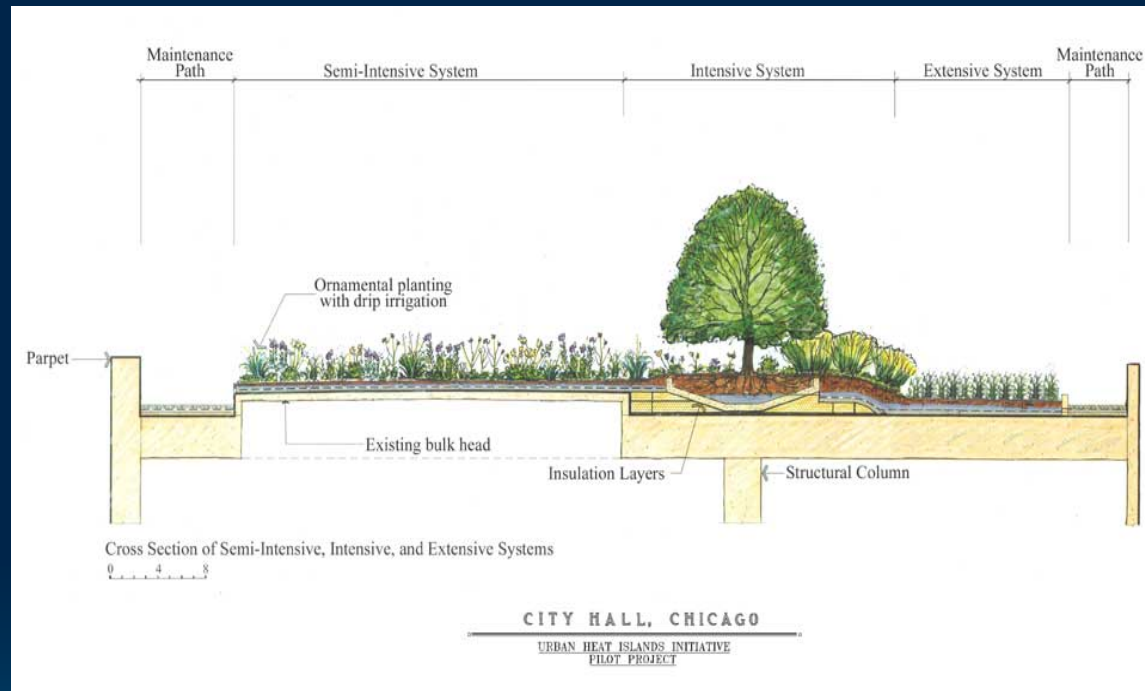 Maintenance
Path
Semi-Intensive System
Intensive System
Extensive System
Maintenance
Path
Ornamental planting
with drip irrigation
Parpet
Existing bulk head
Insulation Layers
Structural Column
Cross Section of Semi-Intensive, Intensive, and Extensive Systems
0 4 8
CITY HALL, CHICAGO
URBAN HEAT ISLANDS INITIATIVE
PILOT PROJECT